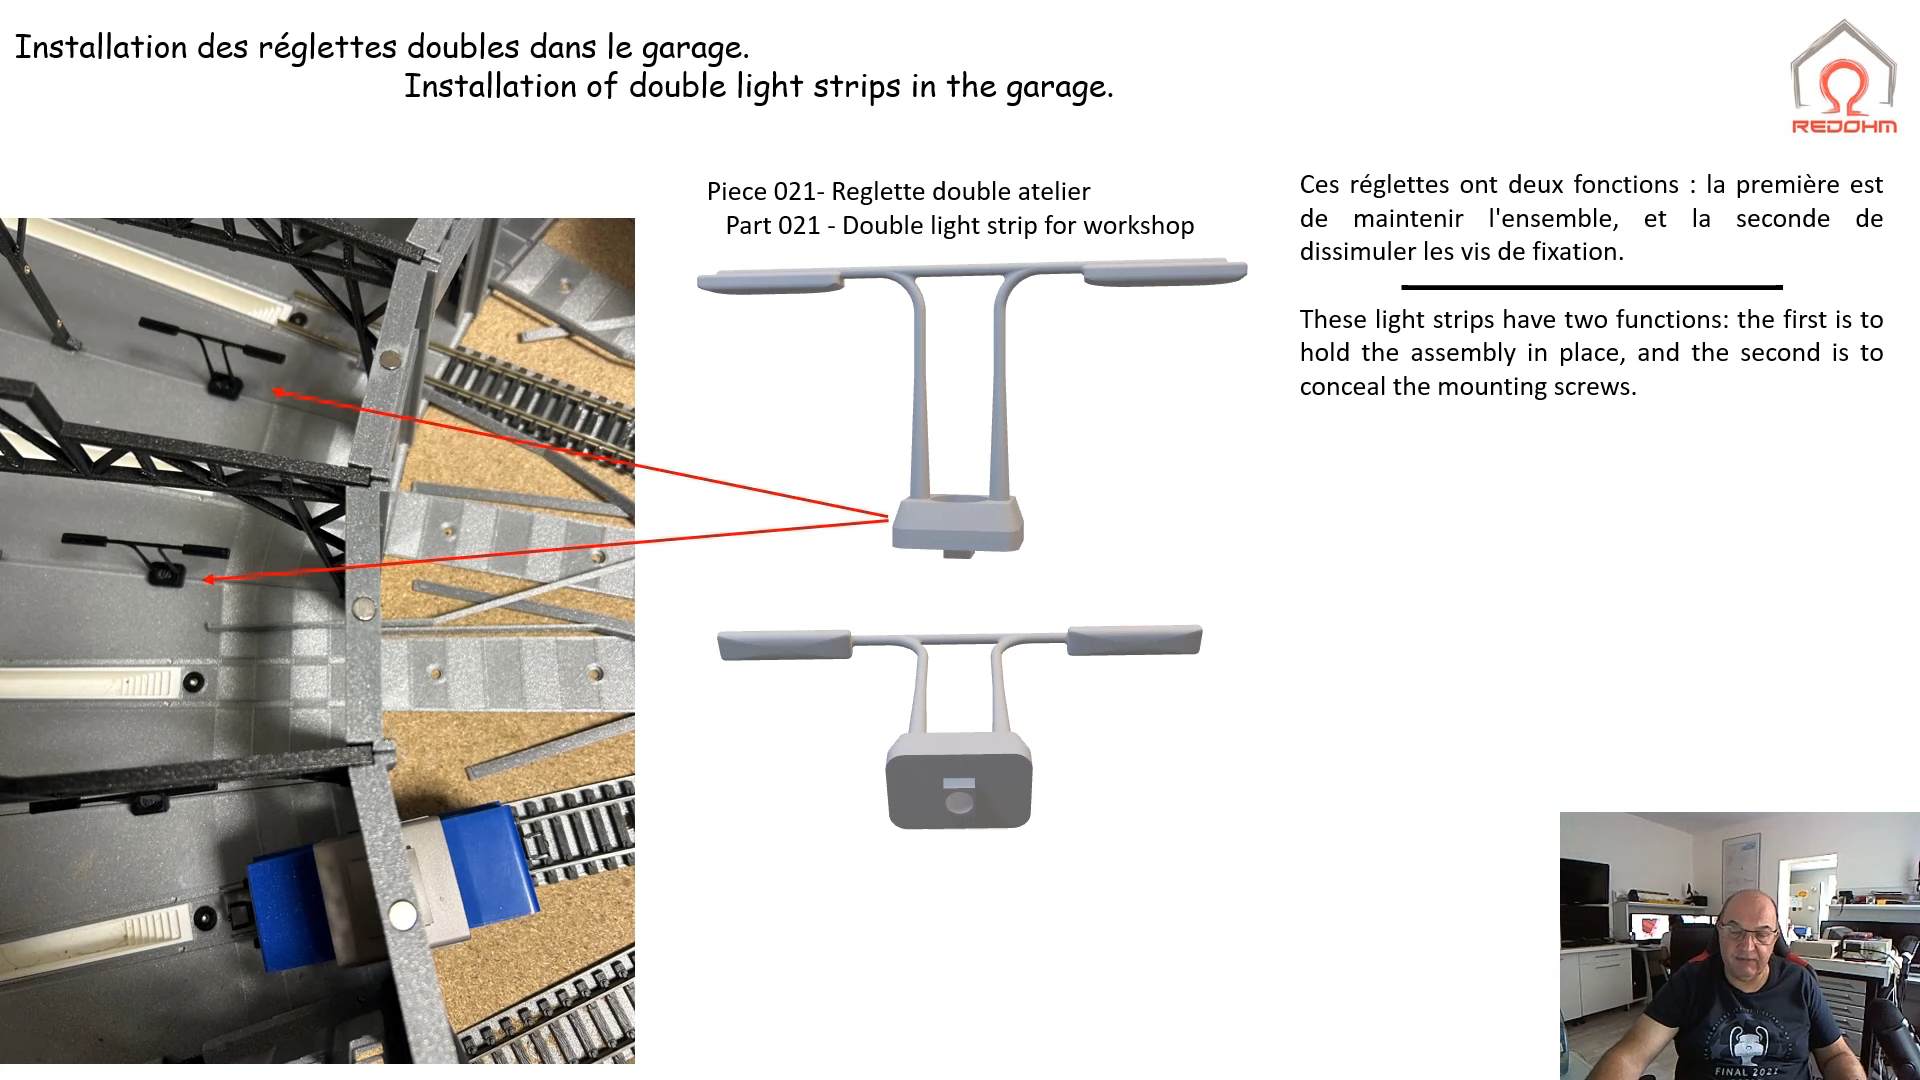 Installation des réglettes doubles dans le garage.
Installation of double light strips in the garage.
REDOHM
Piece 021- Reglette double atelier
Part 021 - Double light strip for workshop
Ces réglettes ont deux fonctions : la première est
de maintenir l'ensemble, et la seconde de
dissimuler les vis de fixation.
These light strips have two functions: the first is to
hold the assembly in place, and the second is to
conceal the mounting screws.